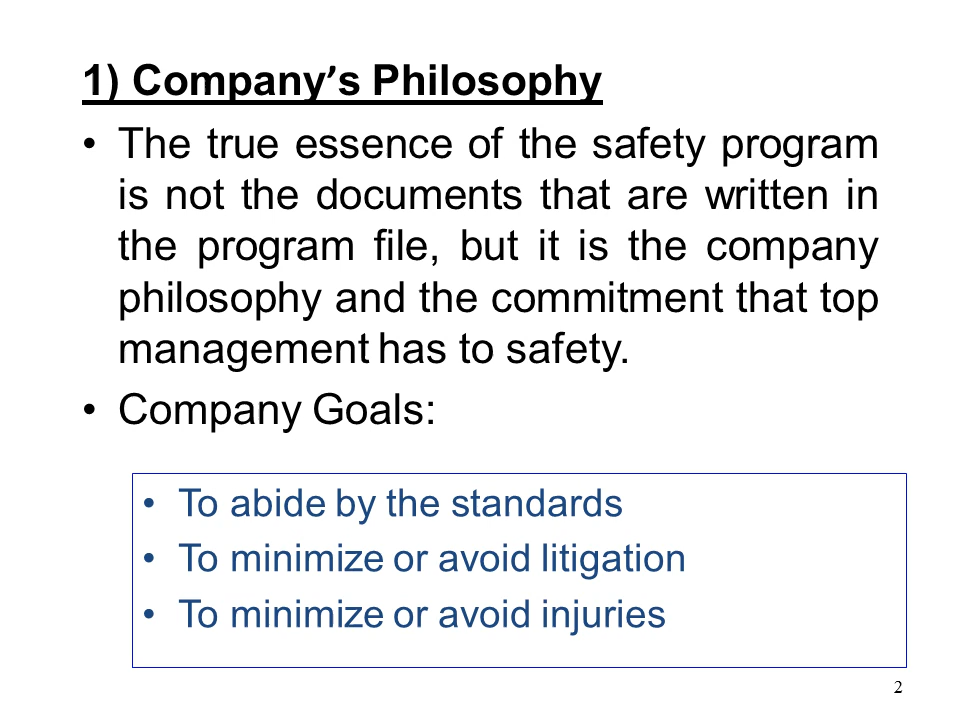 1) Company’s Philosophy
• The true essence of the safety program
is not the documents that are written in
the program file, but it is the company
philosophy and the commitment that top
management has to safety.
• Company Goals:
• To abide by the standards
• To minimize or avoid litigation
• To minimize or avoid injuries
2